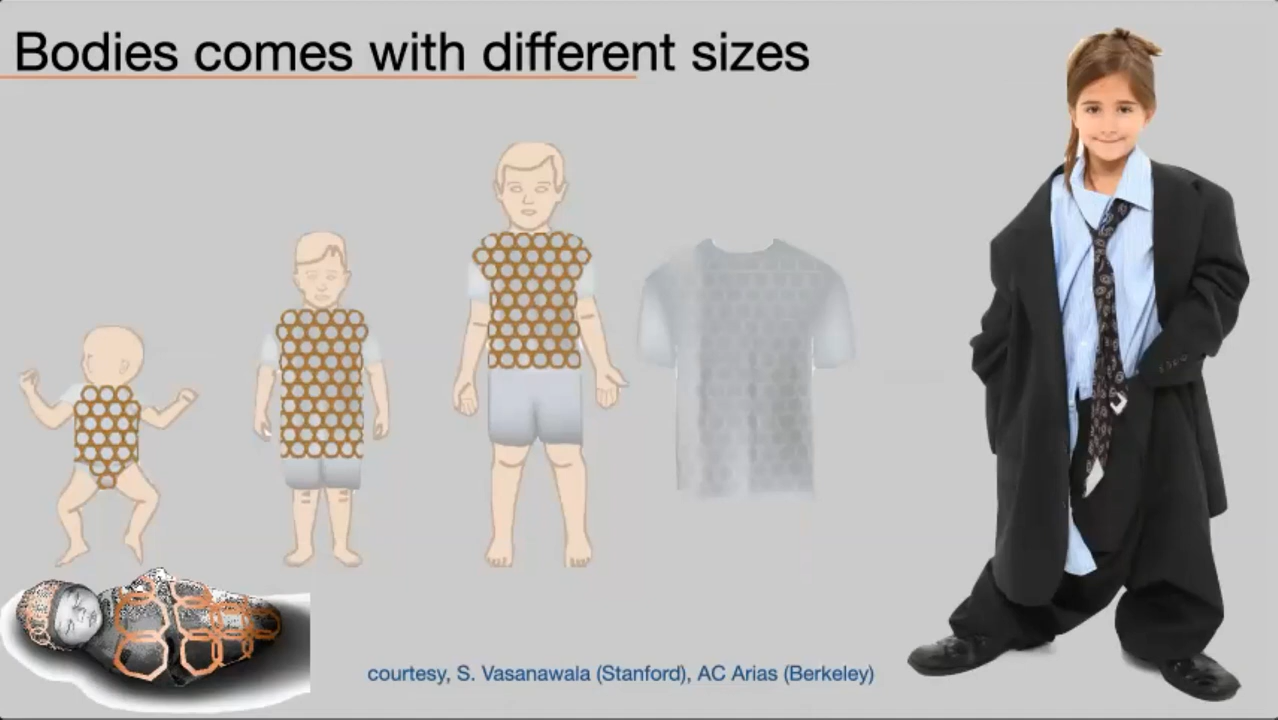 Bodies comes with different sizes
courtesy, S. Vasanawala (Stanford), AC Arias (Berkeley)